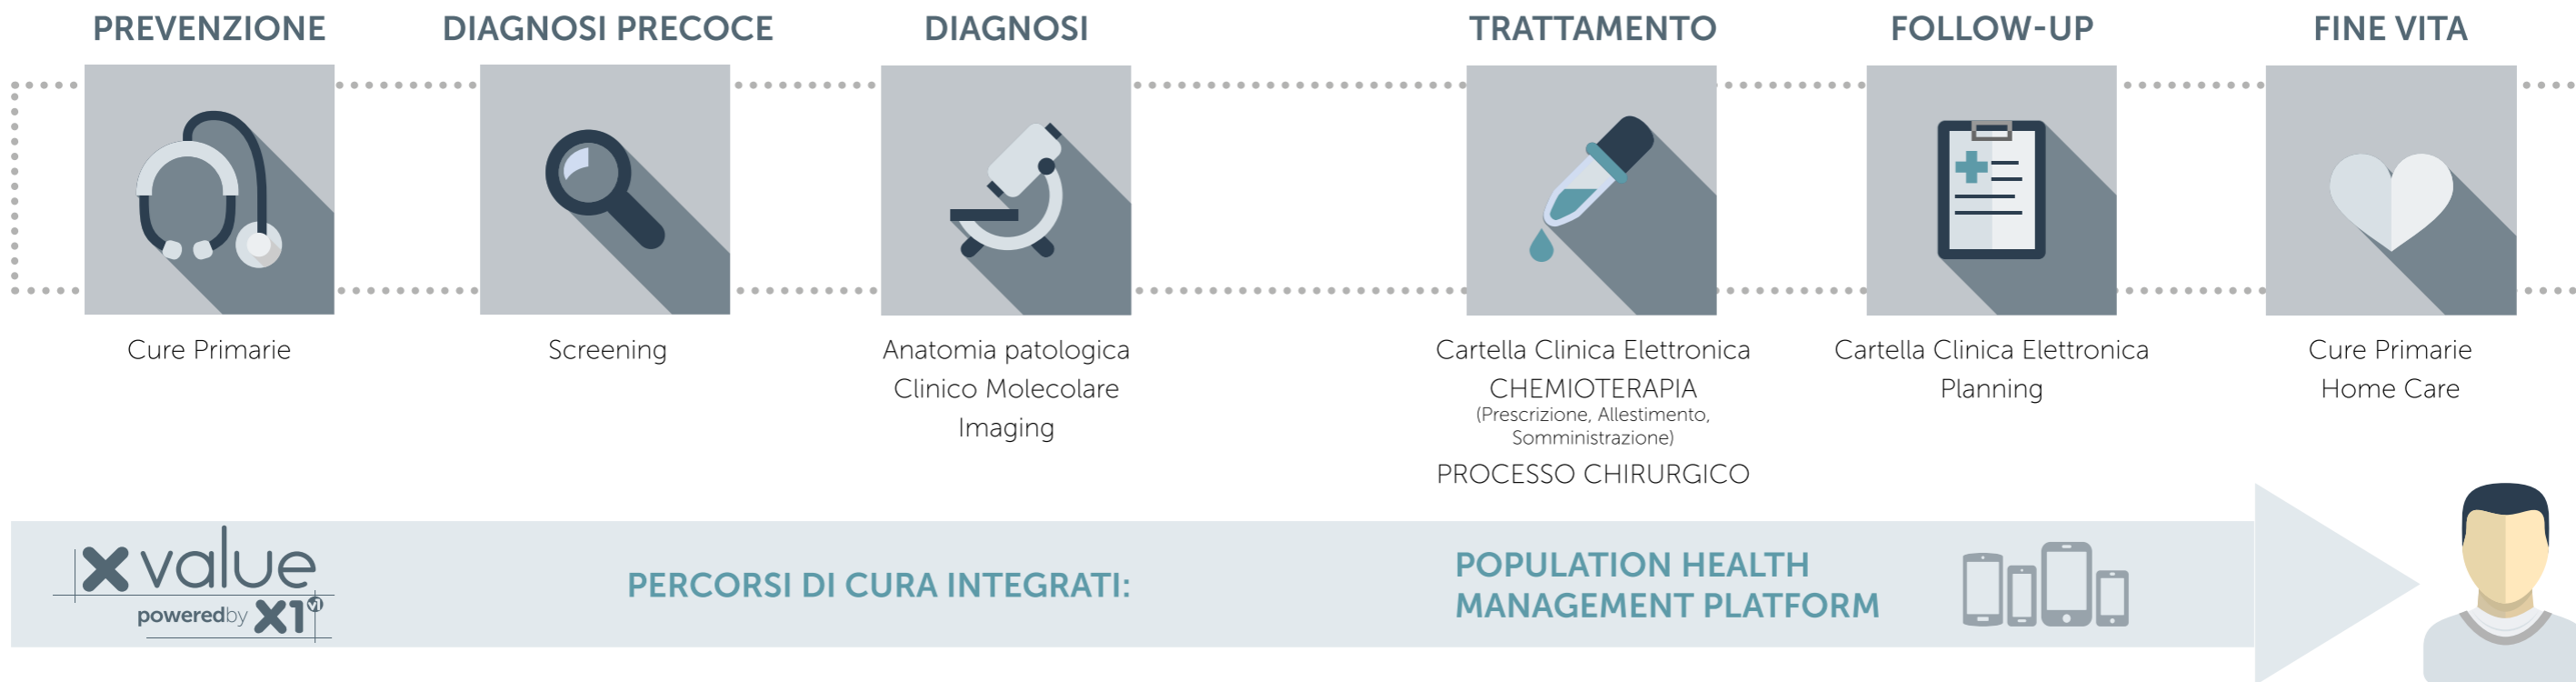 PREVENZIONE
DIAGNOSI PRECOCE
DIAGNOSI
TRATTAMENTO
FOLLOW-UP
FINE VITA
Cure Primarie
Screening
Anatomia patologica
Clinico Molecolare
Imaging
Cartella Clinica Elettronica
CHEMIOTERAPIA
(Prescrizione, Allestimento,
Somministrazione)
PROCESSO CHIRURGICO
Cartella Clinica Elettronica
Planning
Cure Primarie
Home Care
x value
poweredby X1 v1
PERCORSI DI CURA INTEGRATI:
POPULATION HEALTH
MANAGEMENT PLATFORM